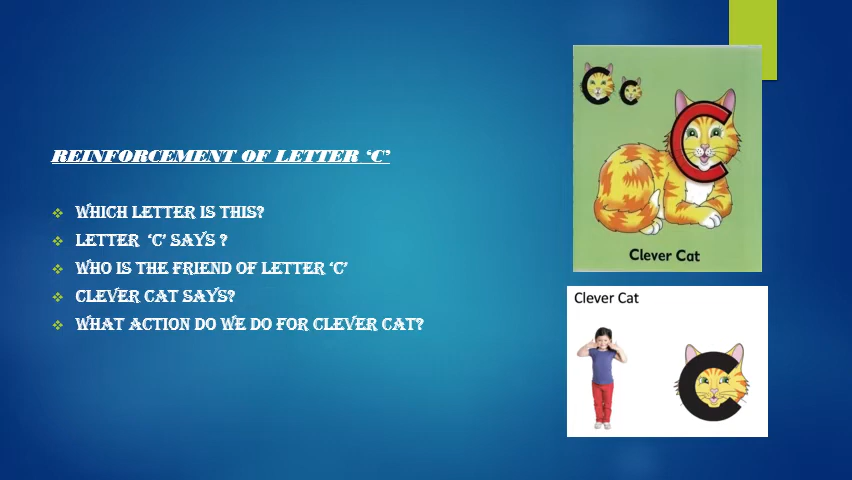 REINFORCEMENT OF LETTER ‘C’
WHICH LETTER IS THIS?
LETTER ‘C’ SAYS ?
WHO IS THE FRIEND OF LETTER ‘C’
CLEVER CAT SAYS?
WHAT ACTION DO WE DO FOR CLEVER CAT?
C c
C
Clever Cat
Clever Cat
C